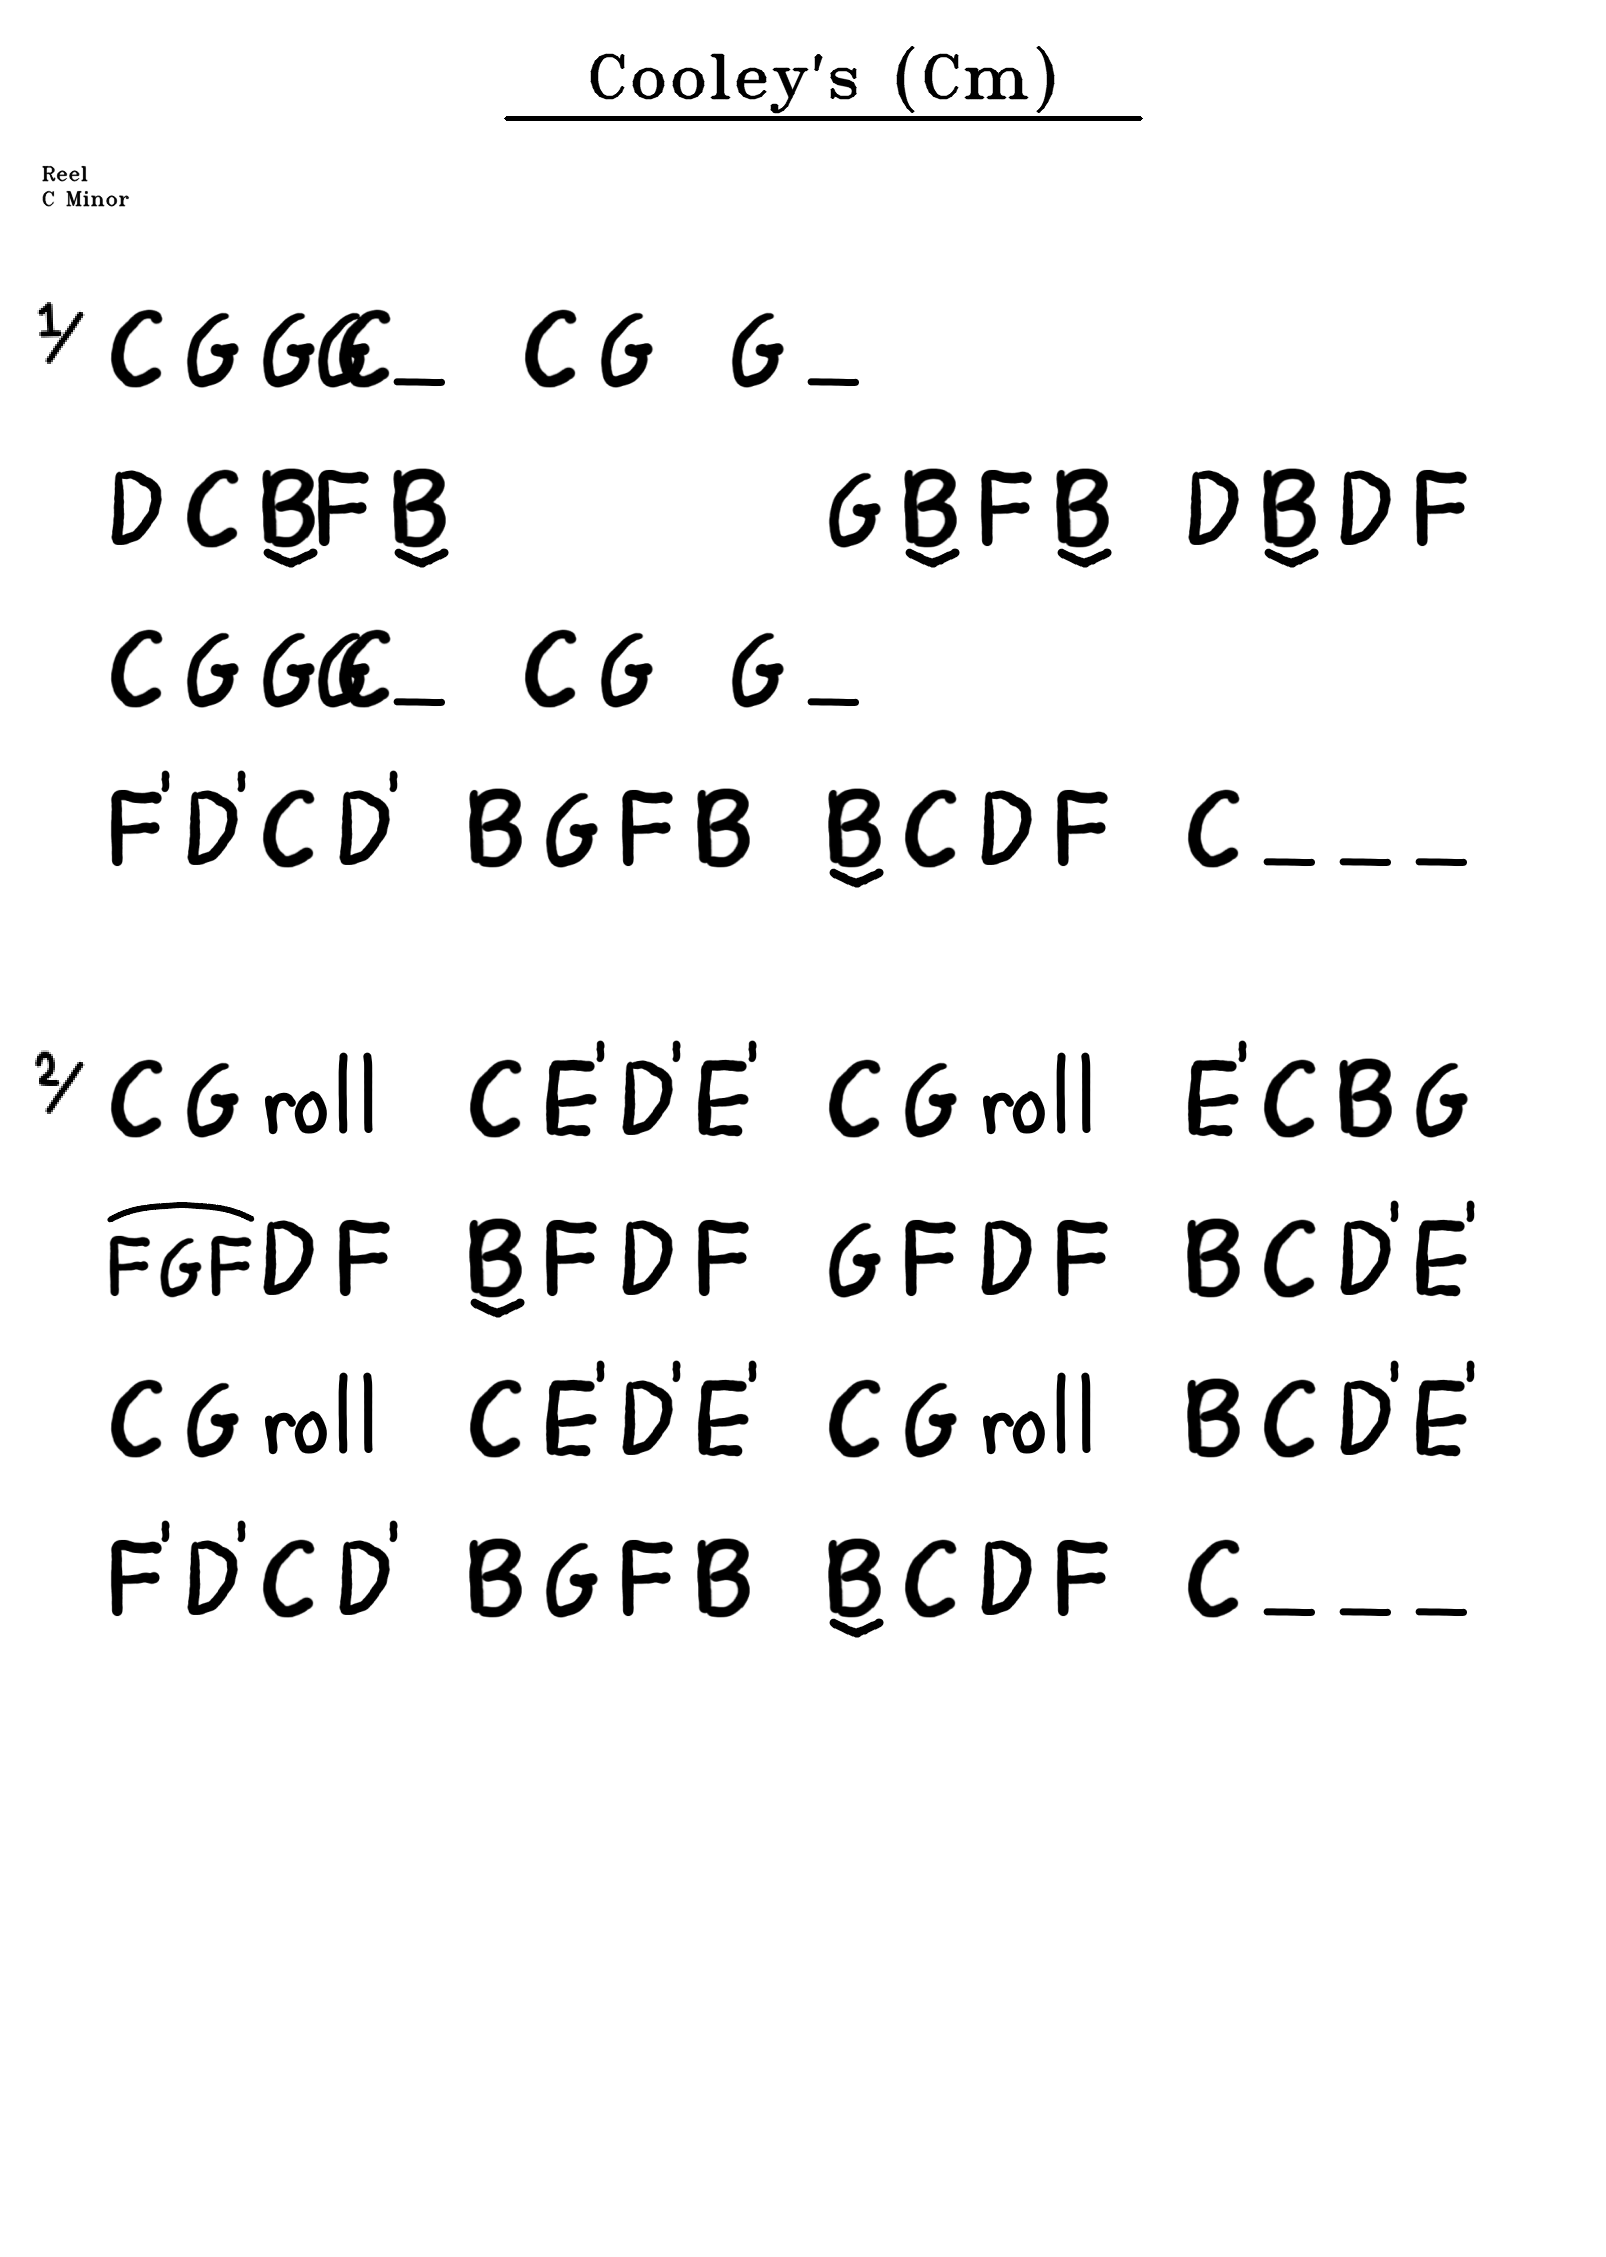 Cooley's (Cm)
Reel
C Minor
1/ C G G G C _ C G G _
D C B F B G B F B D B D F
C G G G C _ C G G _
F' D' C D' B G F B B C D F C _ _ _
2/ C G roll C E' D' E' C G roll E' C B G
F G F D F B F D F G F D F B C D' E'
C G roll C E' D' E' C G roll B C D' E'
F' D' C D' B G F B B C D F C _ _ _